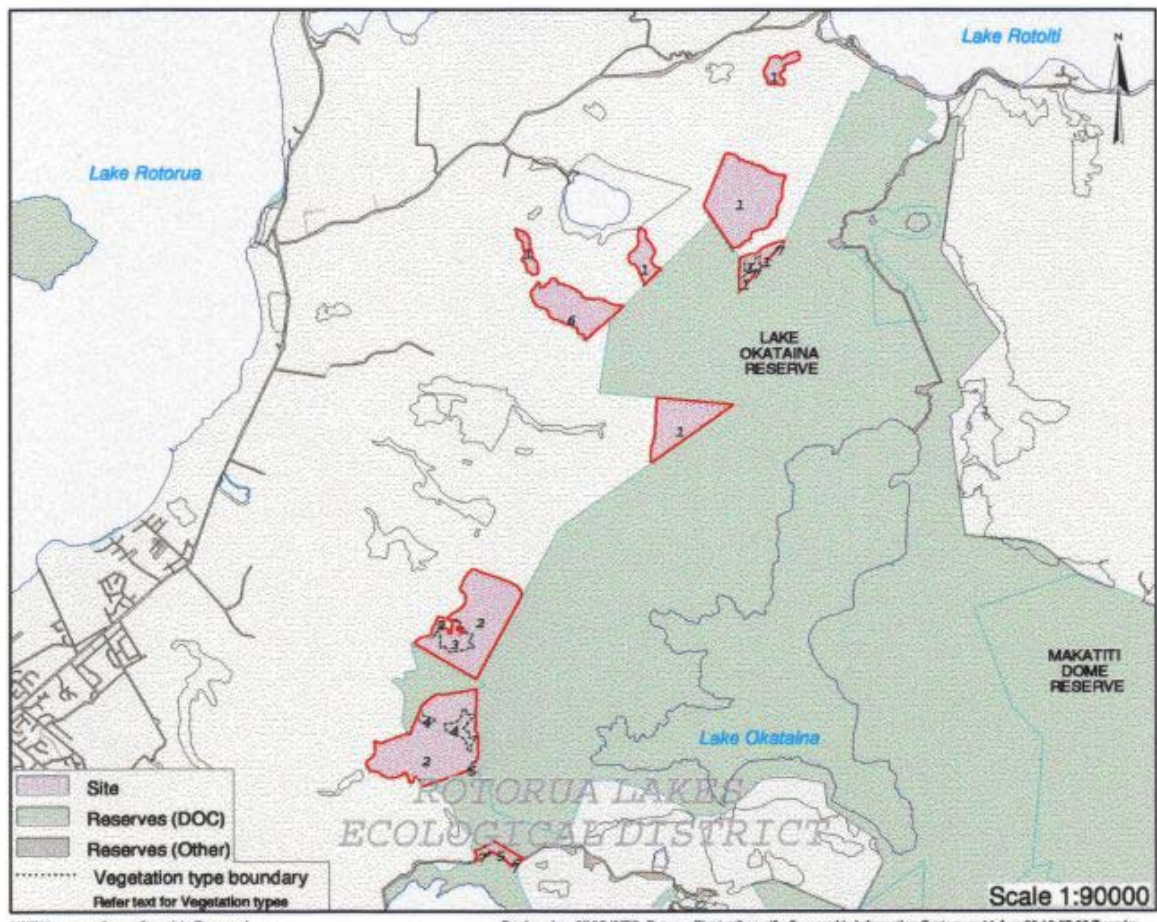 Lake Rotoiti
N
Lake Rotorua
1
1
1
1
6
LAKE
OKATAINA
RESERVE
1
2
3
MAKATITI
DOME
RESERVE
4
2
Lake Okataina
Site
Reserves (DOC)
Reserves (Other)
Vegetation type boundary
Refer text for Vegetation types
ROTORUA LAKES
ECOLOGICAL DISTRICT
Scale 1:90000